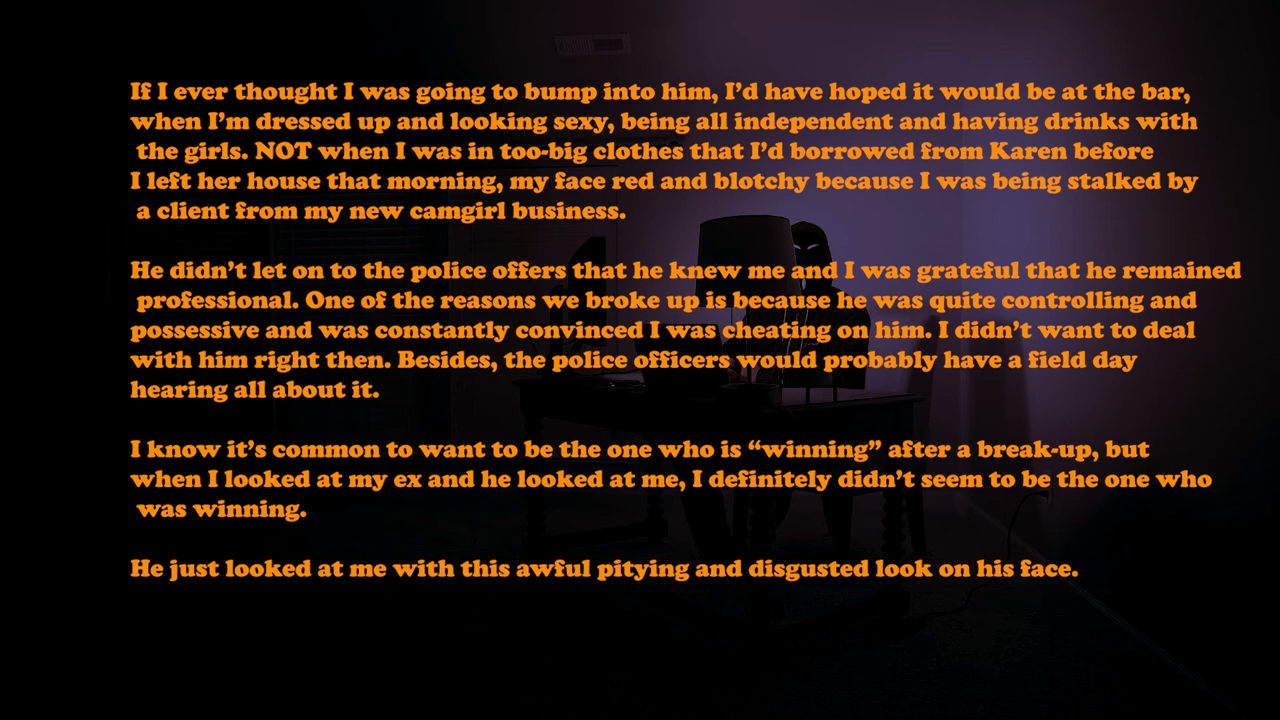 If I ever thought I was going to bump into him, I’d have hoped it would be at the bar,
when I’m dressed up and looking sexy, being all independent and having drinks with
the girls. NOT when I was in too-big clothes that I’d borrowed from Karen before
I left her house that morning, my face red and blotchy because I was being stalked by
a client from my new camgirl business.
He didn’t let on to the police offers that he knew me and I was grateful that he remained
professional. One of the reasons we broke up is because he was quite controlling and
possessive and was constantly convinced I was cheating on him. I didn’t want to deal
with him right then. Besides, the police officers would probably have a field day
hearing all about it.
I know it’s common to want to be the one who is “winning” after a break-up, but
when I looked at my ex and he looked at me, I definitely didn’t seem to be the one who
was winning.
He just looked at me with this awful pitying and disgusted look on his face.